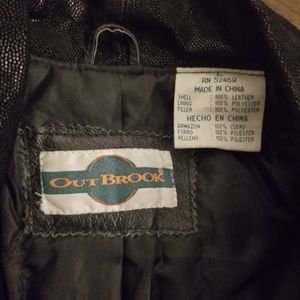 L
RN 52469
MADE IN CHINA
SHELL : 100% LEATHER
LINING : 100% POLYESTER
FILLER : 100% POLYESTER
HECHO EN CHINA
ARMAZON : 100% CUERO
FORRO : 100% POLYESTER
RELLENO : 100% POLYESTER
OUTBROOK